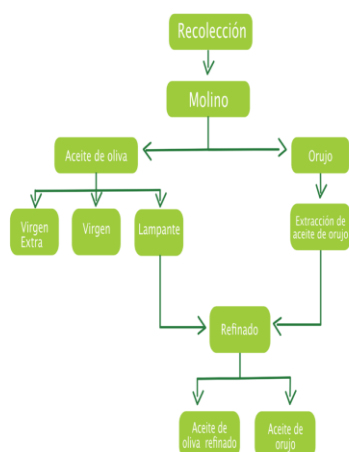 Recolección
Molino
Aceite de oliva
Orujo
Virgen
Extra
Virgen
Lampante
Extracción de
aceite de orujo
Refinado
Aceite de
oliva refinado
Aceite de
orujo